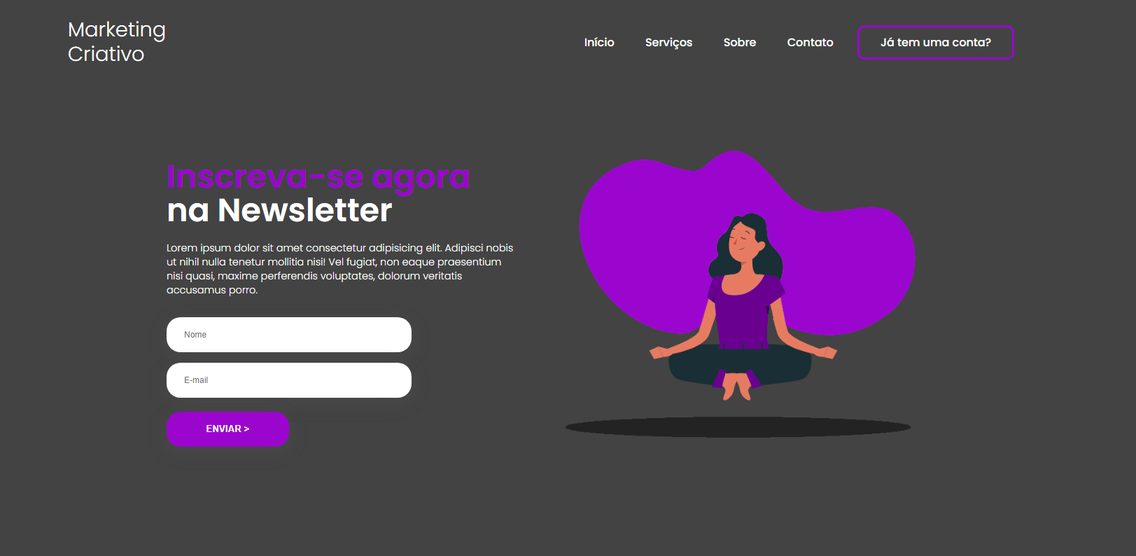 Marketing
Criativo
Início
Serviços
Sobre
Contato
Já tem uma conta?
Inscreva-se agora
na Newsletter
Lorem ipsum dolor sit amet consectetur adipisicing elit. Adipisci nobis
ut nihil nulla tenetur mollitia nisi! Vel fugiat, non eaque praesentium
nisi quasi, maxime perferendis voluptates, dolorum veritatis
accusamus porro.
Nome
E-mail
ENVIAR >